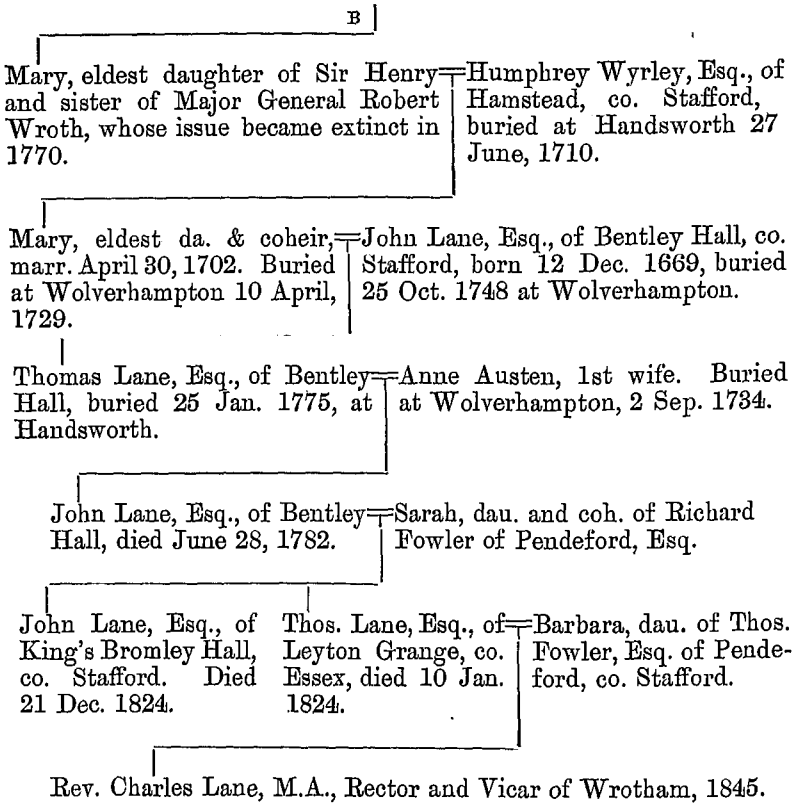 B
Mary, eldest daughter of Sir Henry
and sister of Major General Robert
Wroth, whose issue became extinct in
1770.
Humphrey Wyrley, Esq., of
Hamstead, co. Stafford,
buried at Handsworth 27
June, 1710.
Mary, eldest da. & coheir,
marr. April 30, 1702. Buried
at Wolverhampton 10 April,
1729.
John Lane, Esq., of Bentley Hall, co.
Stafford, born 12 Dec. 1669, buried
25 Oct. 1748 at Wolverhampton.
Thomas Lane, Esq., of Bentley
Hall, buried 25 Jan. 1775, at
Handsworth.
Anne Austen, 1st wife. Buried
at Wolverhampton, 2 Sep. 1734.
John Lane, Esq., of Bentley
Hall, died June 28, 1782.
Sarah, dau. and coh. of Richard
Fowler of Pendeford, Esq.
John Lane, Esq., of
King's Bromley Hall,
co. Stafford. Died
21 Dec. 1824.
Thos. Lane, Esq., of
Leyton Grange, co.
Essex, died 10 Jan.
1824.
Barbara, dau. of Thos.
Fowler, Esq. of Pende-
ford, co. Stafford.
Rev. Charles Lane, M.A., Rector and Vicar of Wrotham, 1845.